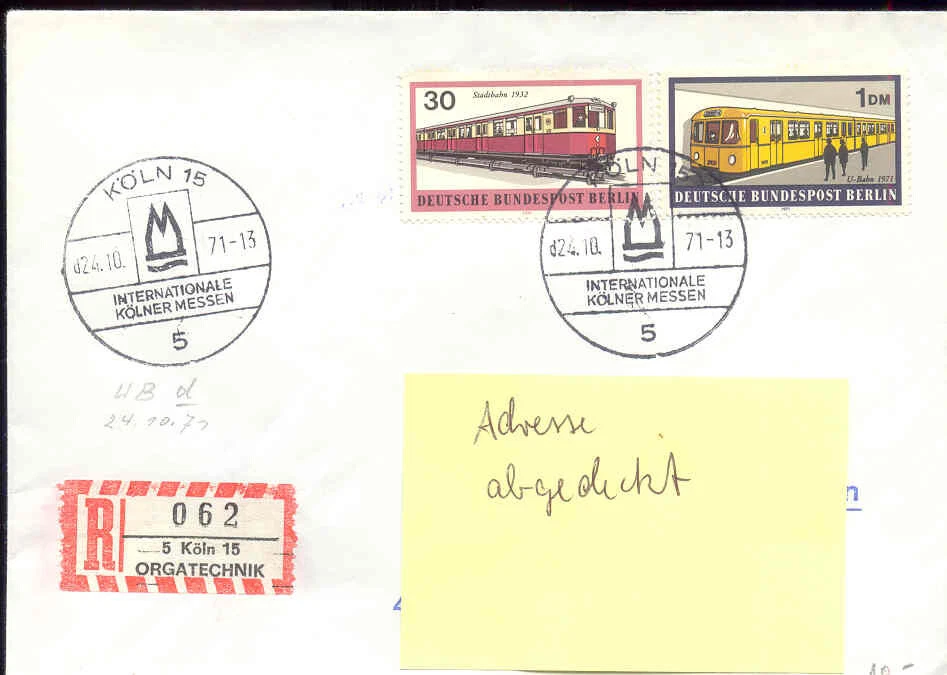 Stadtbahn 1932
30
DEUTSCHE BUNDESPOST BERLIN
1DM
U-Bahn 1971
DEUTSCHE BUNDESPOST BERLIN
KÖLN 15
d24.10. 71-13
INTERNATIONALE
KÖLNER MESSEN
5
KÖLN
d24.10. 71-13
INTERNATIONALE
KÖLNER MESSEN
5
WB d
24.10.71
Adresse
abgedeckt
n
R 062
5 Köln 15
ORGATECHNIK